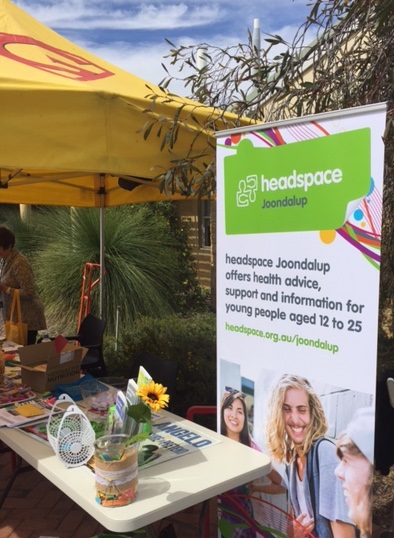 headspace
Joondalup
headspace Joondalup
offers health advice,
support and information for
young people aged 12 to 25
headspace.org.au/joondalup